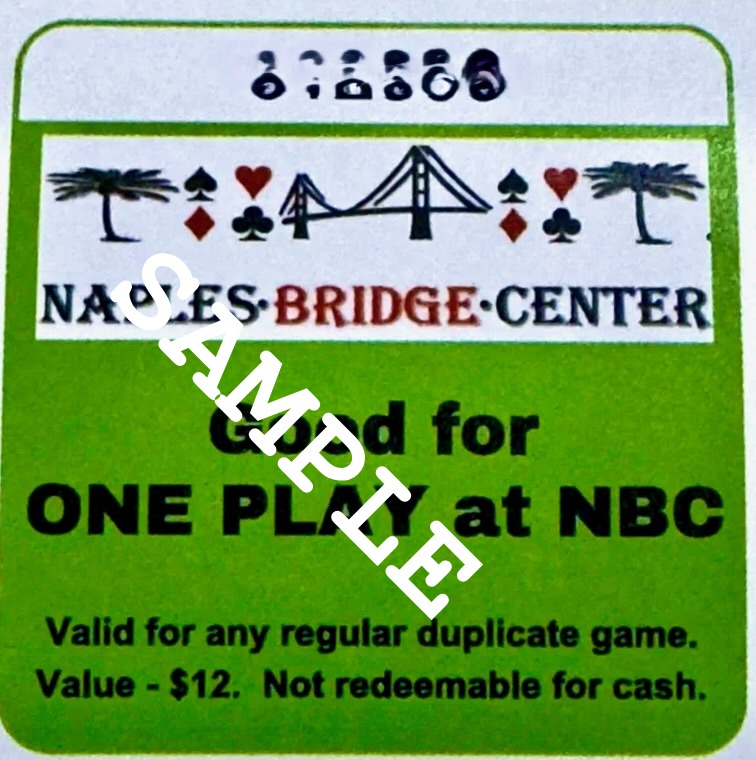 NAPLES·BRIDGE·CENTER
Good for
ONE PLAY at NBC
Valid for any regular duplicate game.
Value - $12.  Not redeemable for cash.
SAMPLE